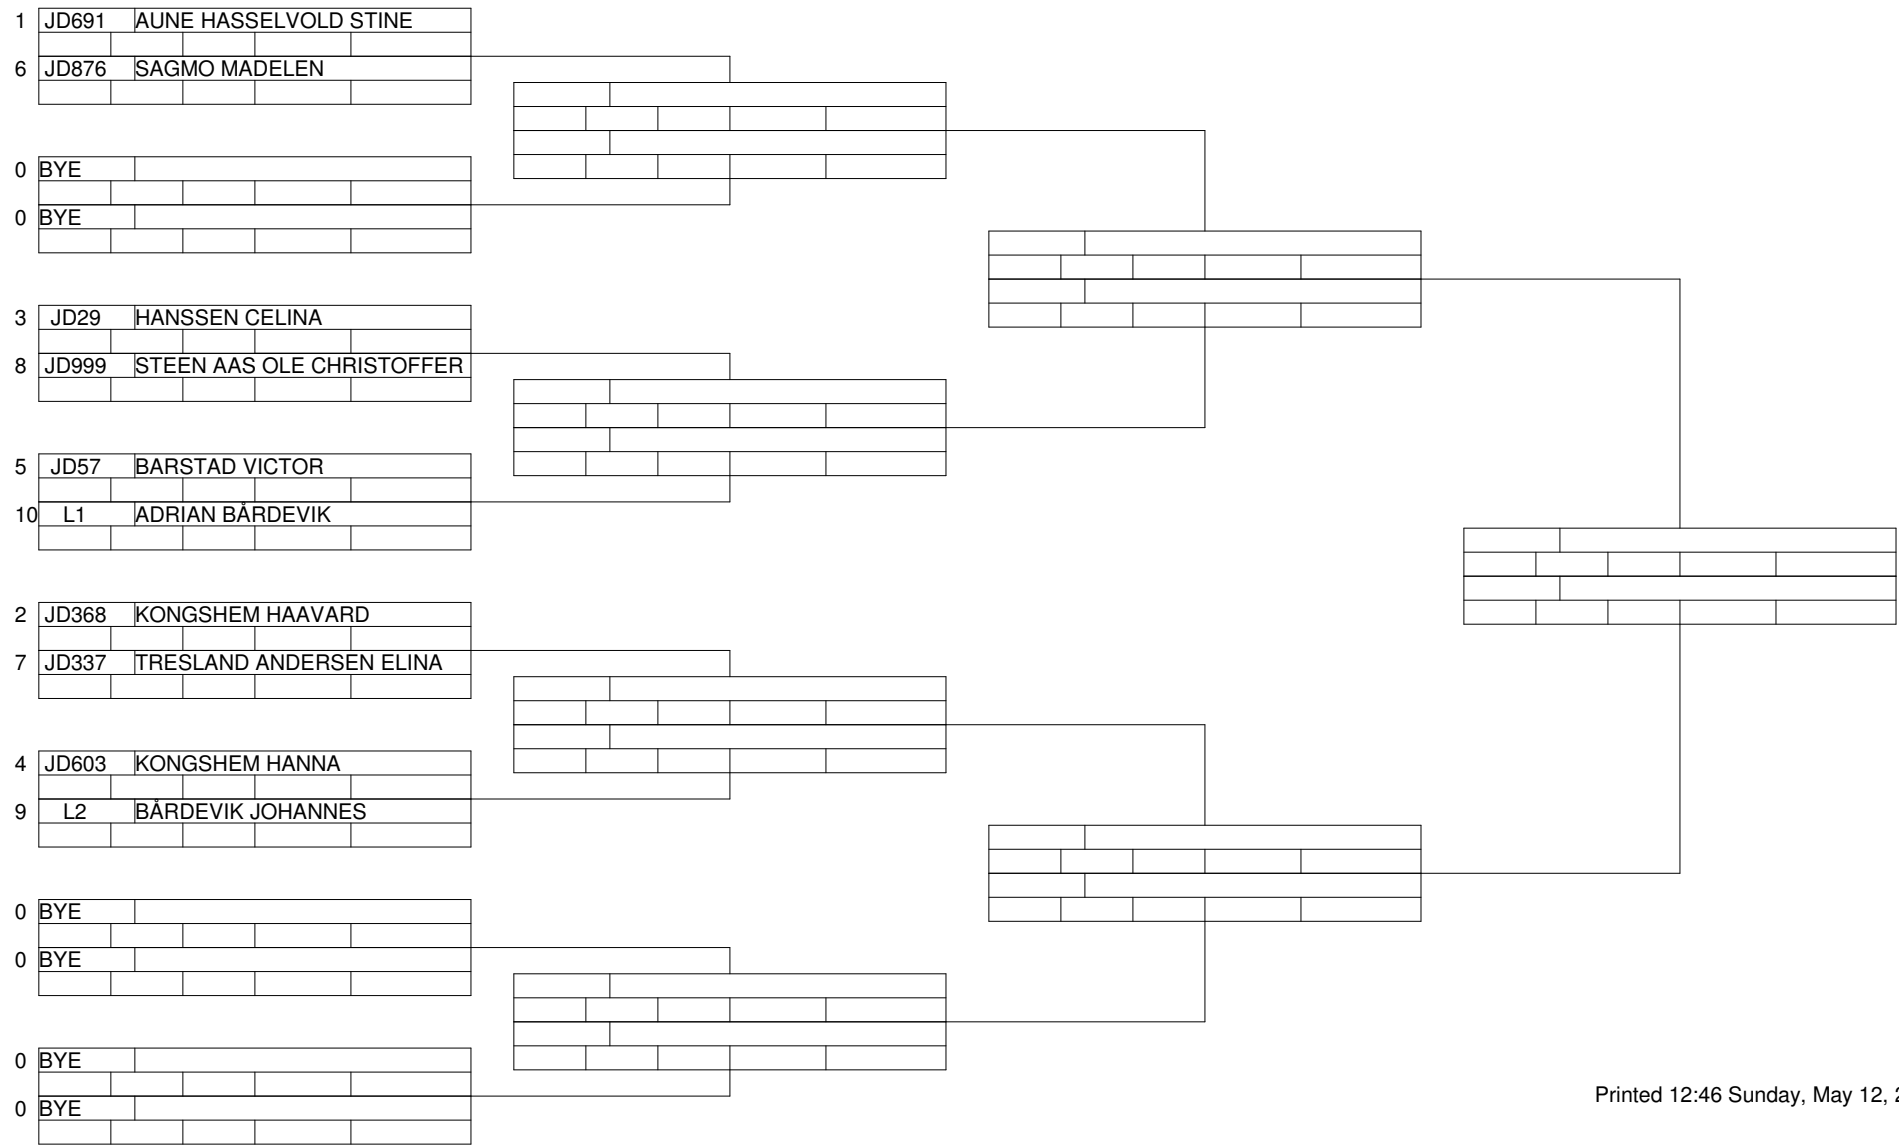 1 JD691 AUNE HASSELVOLD STINE
6 JD876 SAGMO MADELEN
0 BYE
0 BYE
3 JD29 HANSSEN CELINA
8 JD999 STEEN AAS OLE CHRISTOFFER
5 JD57 BARSTAD VICTOR
10 L1 ADRIAN BÅRDEVIK
2 JD368 KONGSHEM HAAVARD
7 JD337 TRESLAND ANDERSEN ELINA
4 JD603 KONGSHEM HANNA
9 L2 BÅRDEVIK JOHANNES
0 BYE
0 BYE
0 BYE
0 BYE
Printed 12:46 Sunday, May 12,